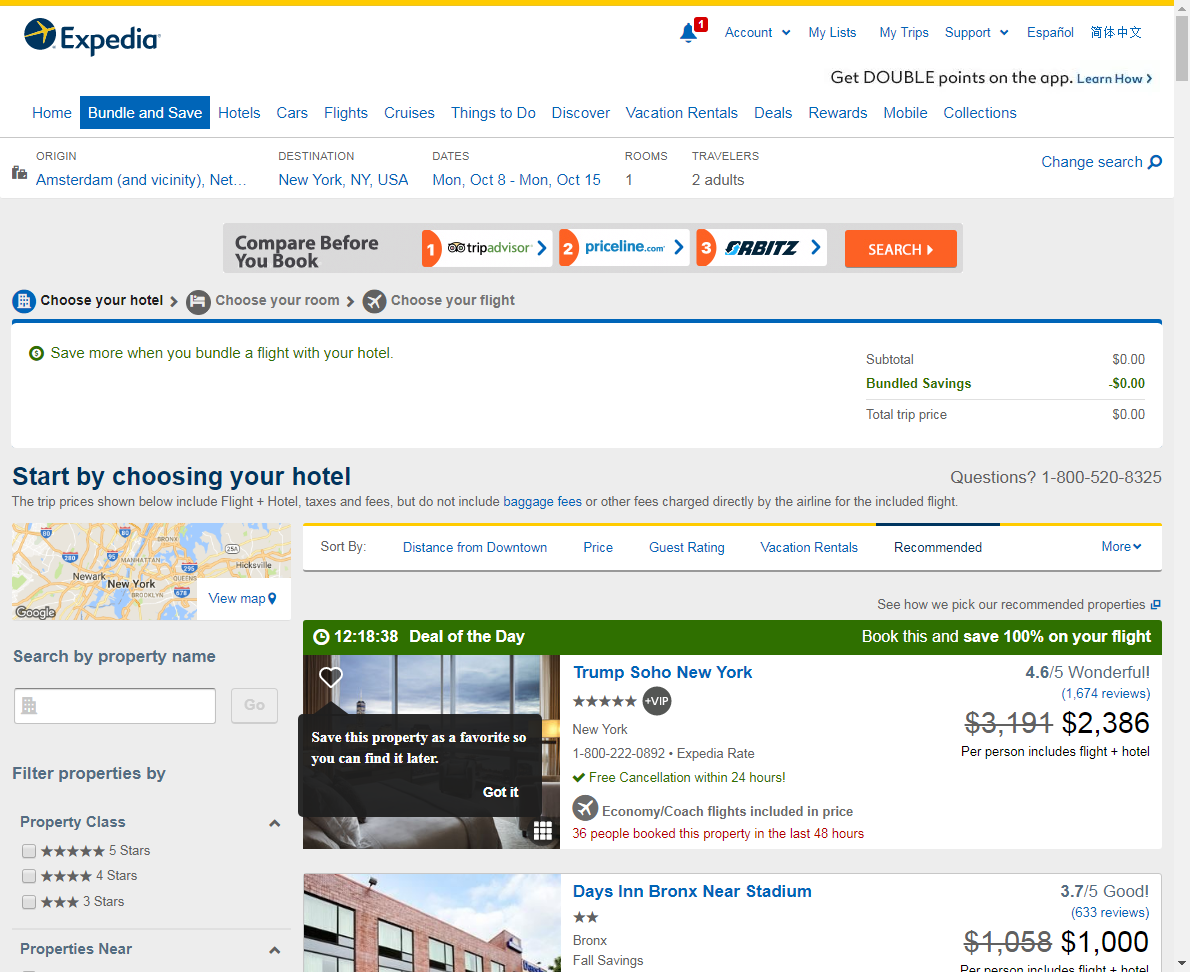 Expedia
1
Account
My Lists
My Trips
Support
Español
简体中文
Get DOUBLE points on the app. Learn How
Home
Bundle and Save
Hotels
Cars
Flights
Cruises
Things to Do
Discover
Vacation Rentals
Deals
Rewards
Mobile
Collections
ORIGIN
Amsterdam (and vicinity), Net...
DESTINATION
New York, NY, USA
DATES
Mon, Oct 8 - Mon, Oct 15
ROOMS
1
TRAVELERS
2 adults
Change search
Compare Before
You Book
1 tripadvisor
2 priceline.com
3 ORBITZ
SEARCH
Choose your hotel
Choose your room
Choose your flight
Save more when you bundle a flight with your hotel.
Subtotal $0.00
Bundled Savings -$0.00
Total trip price $0.00
Start by choosing your hotel
Questions? 1-800-520-8325
The trip prices shown below include Flight + Hotel, taxes and fees, but do not include baggage fees or other fees charged directly by the airline for the included flight.
80
95
BRONX
280
95
MANHATTAN
25A
295
Hicksville
Newark
New York
QUEENS
BROOKLYN
678
Google
View map
Sort By:
Distance from Downtown
Price
Guest Rating
Vacation Rentals
Recommended
More
See how we pick our recommended properties
Search by property name
Go
Filter properties by
Property Class
5 Stars
4 Stars
3 Stars
Properties Near
12:18:38 Deal of the Day
Book this and save 100% on your flight
Save this property as a favorite so
you can find it later.
Got it
Trump Soho New York
+VIP
New York
1-800-222-0892 • Expedia Rate
Free Cancellation within 24 hours!
Economy/Coach flights included in price
36 people booked this property in the last 48 hours
4.6/5 Wonderful!
(1,674 reviews)
$3,191 $2,386
Per person includes flight + hotel
Days Inn Bronx Near Stadium
Bronx
Fall Savings
3.7/5 Good!
(633 reviews)
$1,058 $1,000
Per person includes flight + hotel